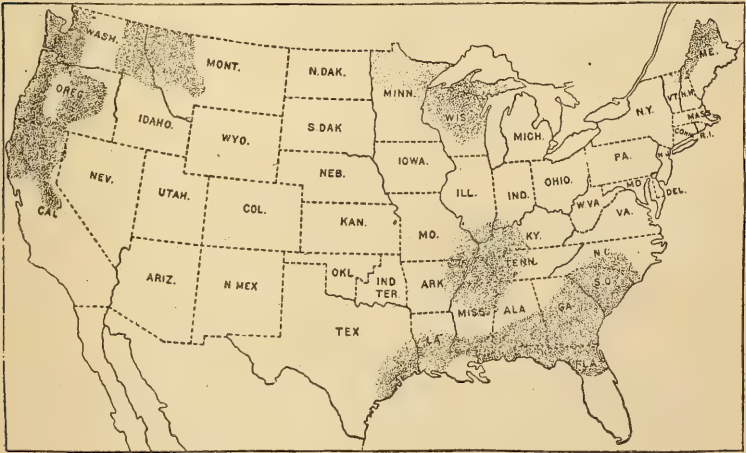 WASH.
MONT.
N.DAK.
MINN.
ME.
OREG.
IDAHO.
WYO.
S.DAK
WIS.
MICH.
N.Y.
VT.
N.H.
MASS.
CONN.
R.I.
NEV.
UTAH.
COL.
NEB.
IOWA.
ILL.
IND.
OHIO.
PA.
N.J.
MD.
DEL.
CAL
KAN.
MO.
KY.
W.VA
VA.
ARIZ.
N MEX
OKL.
IND
TER.
ARK
TENN.
N.C.
S.C.
TEX
LA.
MISS.
ALA
GA.
FLA.